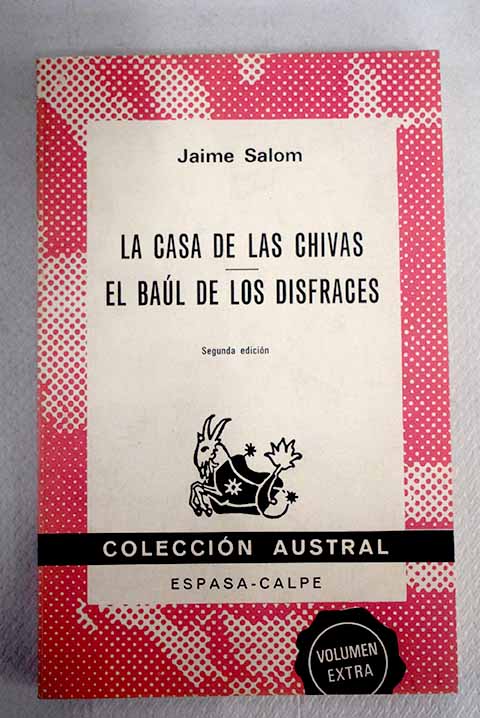 Jaime Salom
LA CASA DE LAS CHIVAS
EL BAÚL DE LOS DISFRACES
Segunda edición
COLECCIÓN AUSTRAL
ESPASA-CALPE
VOLUMEN
EXTRA